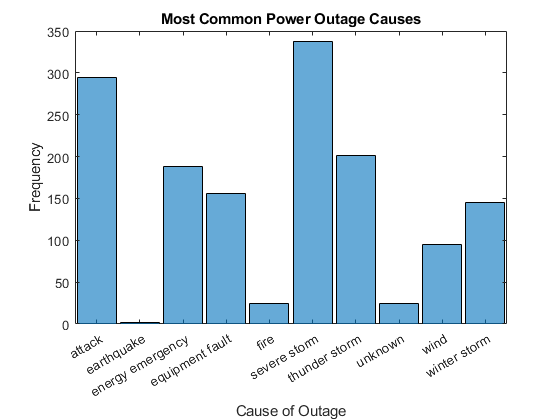 Most Common Power Outage Causes
350
300
250
200
150
100
50
0
Frequency
attack
earthquake
energy emergency
equipment fault
fire
severe storm
thunder storm
unknown
wind
winter storm
Cause of Outage